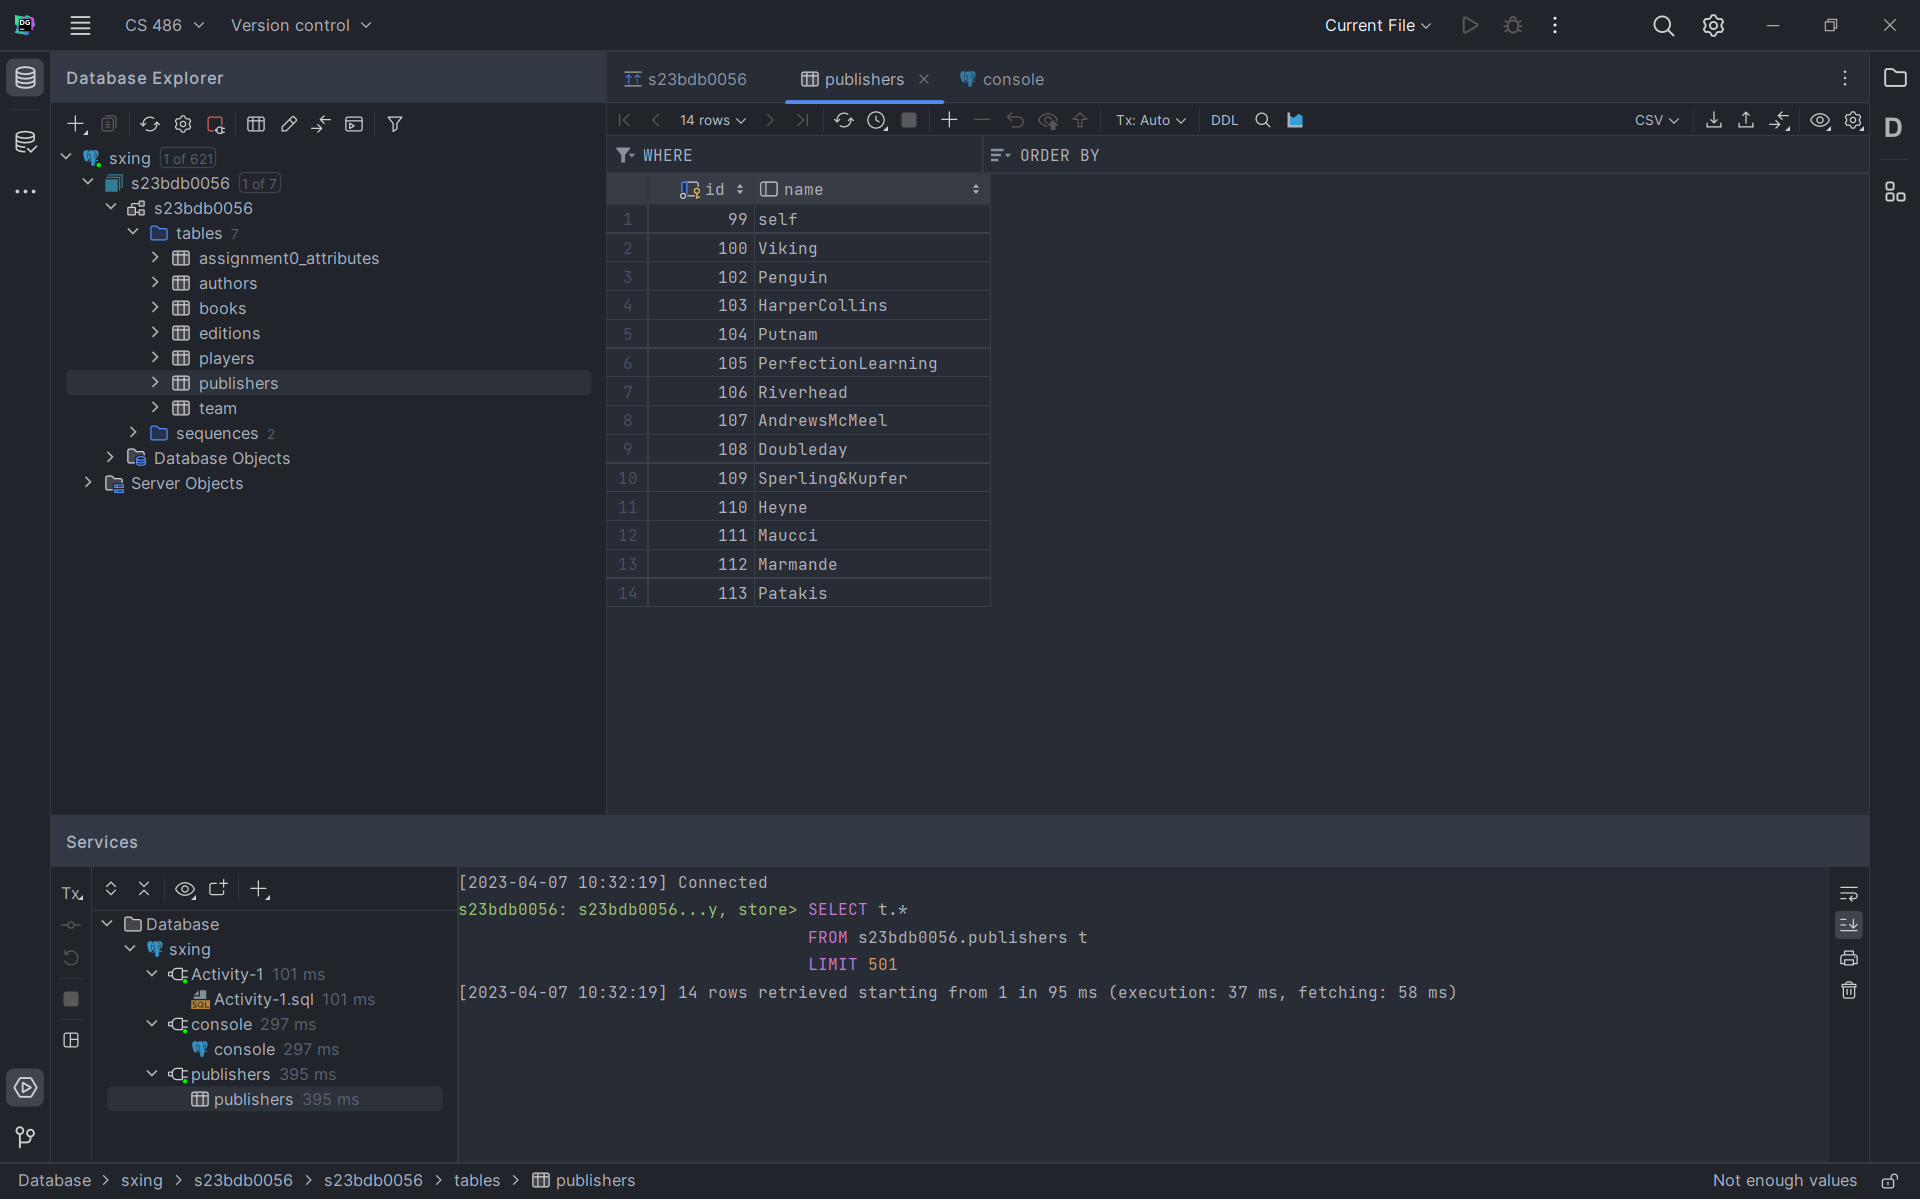 DG CS 486 Version control Current File
Database Explorer
s23bdb0056 publishers console
14 rows Tx: Auto DDL CSV
D
WHERE ORDER BY
sxing 1 of 621
s23bdb0056 1 of 7
s23bdb0056
tables 7
assignment0_attributes
authors
books
editions
players
publishers
team
sequences 2
Database Objects
Server Objects
id name
1 99 self
2 100 Viking
3 102 Penguin
4 103 HarperCollins
5 104 Putnam
6 105 PerfectionLearning
7 106 Riverhead
8 107 AndrewsMcMeel
9 108 Doubleday
10 109 Sperling&Kupfer
11 110 Heyne
12 111 Maucci
13 112 Marmande
14 113 Patakis
Services
Tx
Database
sxing
Activity-1 101 ms
SQL Activity-1.sql 101 ms
console 297 ms
console 297 ms
publishers 395 ms
publishers 395 ms
[2023-04-07 10:32:19] Connected
s23bdb0056: s23bdb0056...y, store> SELECT t.*
FROM s23bdb0056.publishers t
LIMIT 501
[2023-04-07 10:32:19] 14 rows retrieved starting from 1 in 95 ms (execution: 37 ms, fetching: 58 ms)
Database > sxing > s23bdb0056 > s23bdb0056 > tables > publishers Not enough values